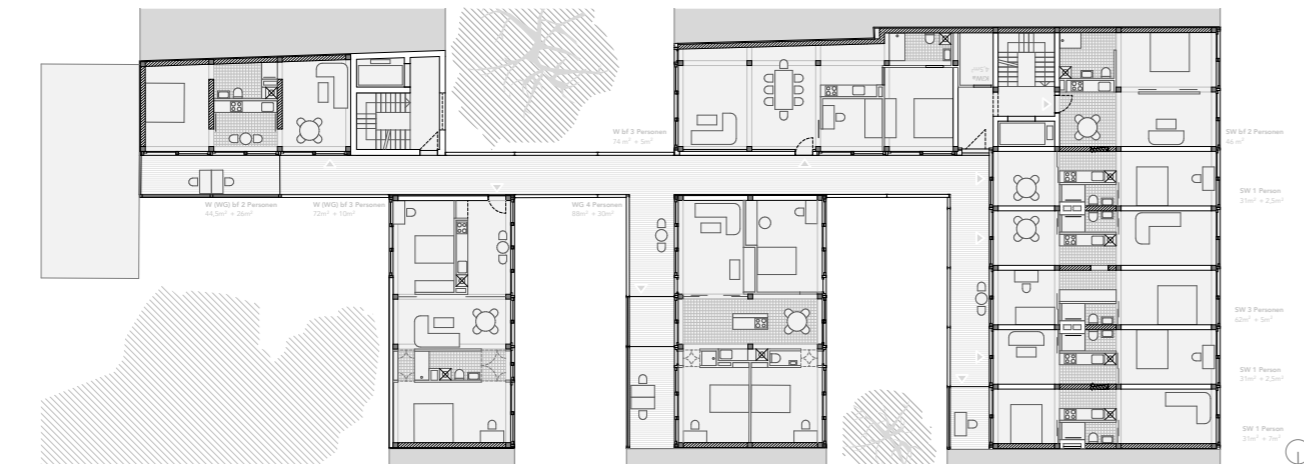 W bf 3 Personen
74 m² + 5m²
W (WG) bf 2 Personen
44,5m² + 26m²
W (WG) bf 3 Personen
72m² + 10m²
WG 4 Personen
88m² + 30m²
SW bf 2 Personen
46 m²
SW 1 Person
31m² + 2,5m²
SW 3 Personen
62m² + 5m²
SW 1 Person
31m² + 2,5m²
SW 1 Person
31m² + 7m²